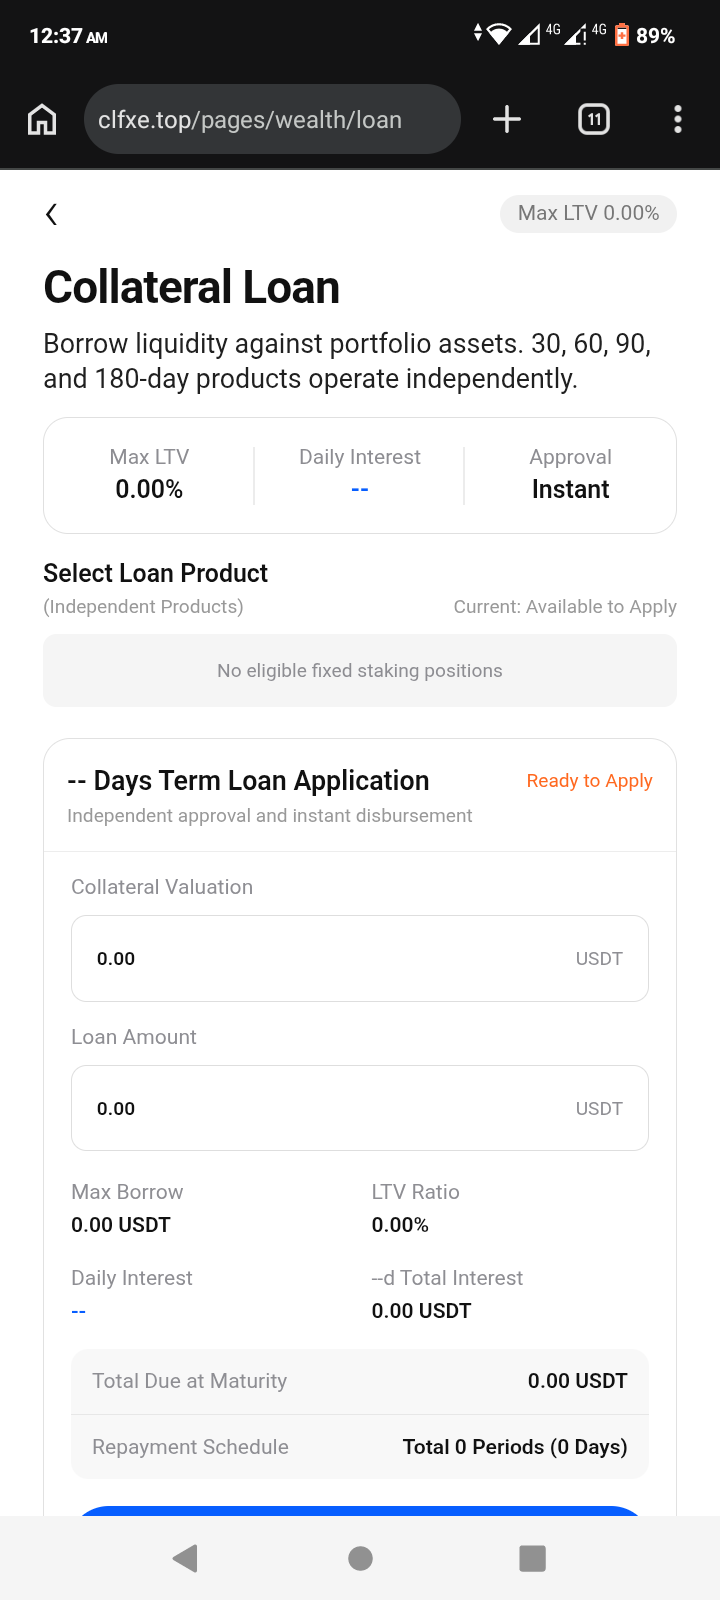 12:37 AM
4G 4G 89%
clfxe.top/pages/wealth/loan
11
Max LTV 0.00%
Collateral Loan
Borrow liquidity against portfolio assets. 30, 60, 90,
and 180-day products operate independently.
Max LTV Daily Interest Approval
0.00% -- Instant
Select Loan Product
(Independent Products) Current: Available to Apply
No eligible fixed staking positions
-- Days Term Loan Application Ready to Apply
Independent approval and instant disbursement
Collateral Valuation
0.00 USDT
Loan Amount
0.00 USDT
Max Borrow LTV Ratio
0.00 USDT 0.00%
Daily Interest --d Total Interest
-- 0.00 USDT
Total Due at Maturity 0.00 USDT
Repayment Schedule Total 0 Periods (0 Days)